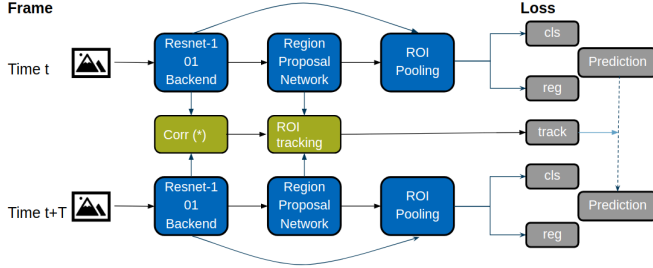 Frame
Loss
Time t
Resnet-1
01
Backend
Region
Proposal
Network
ROI
Pooling
cls
reg
Prediction
Corr (*)
ROI
tracking
track
Time t+T
Resnet-1
01
Backend
Region
Proposal
Network
ROI
Pooling
cls
reg
Prediction